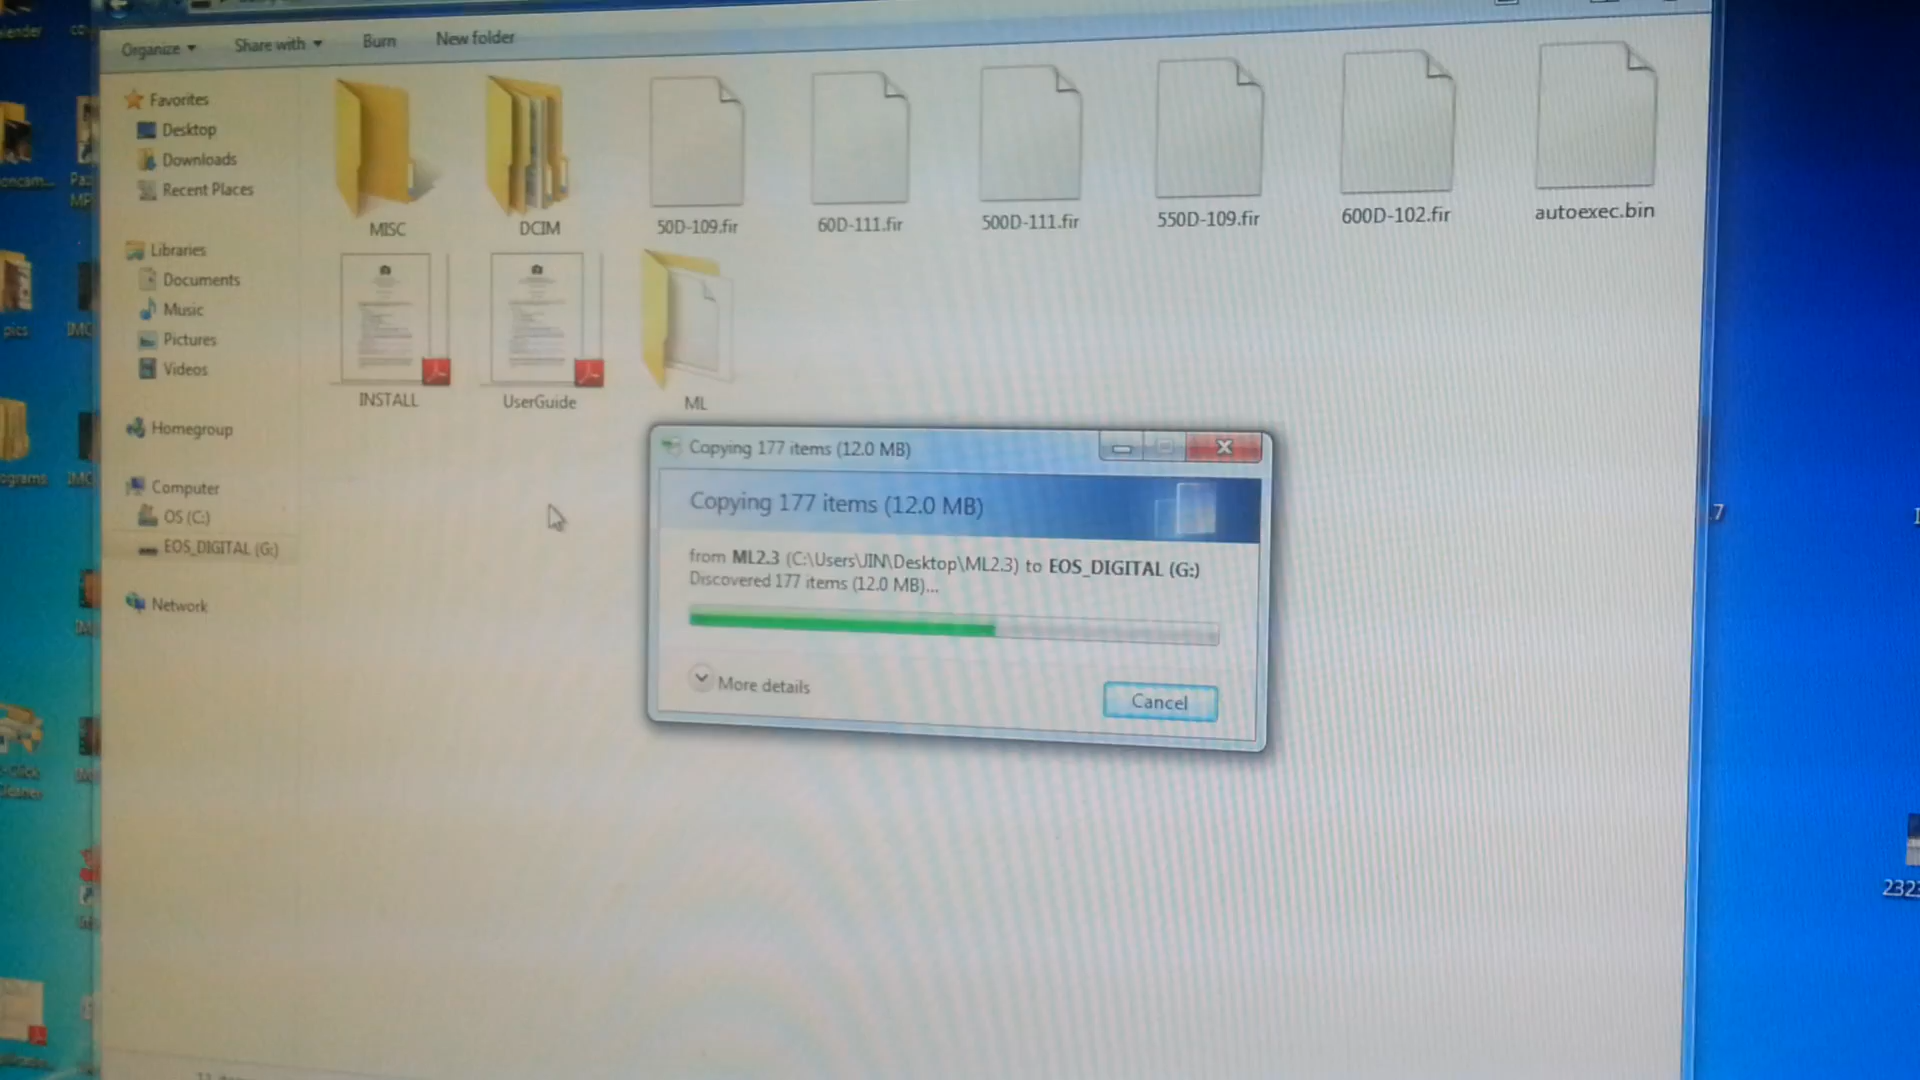 Organize
Share with
Burn
New folder
Favorites
Desktop
Downloads
Recent Places
Libraries
Documents
Music
Pictures
Videos
Homegroup
Computer
OS (C:)
EOS_DIGITAL (G:)
Network
MISC
DCIM
50D-109.fir
60D-111.fir
500D-111.fir
550D-109.fir
600D-102.fir
autoexec.bin
INSTALL
UserGuide
ML
Copying 177 items (12.0 MB)
Copying 177 items (12.0 MB)
from ML2.3 (C:\Users\JIN\Desktop\ML2.3) to EOS_DIGITAL (G:)
Discovered 177 items (12.0 MB)...
More details
Cancel
pics